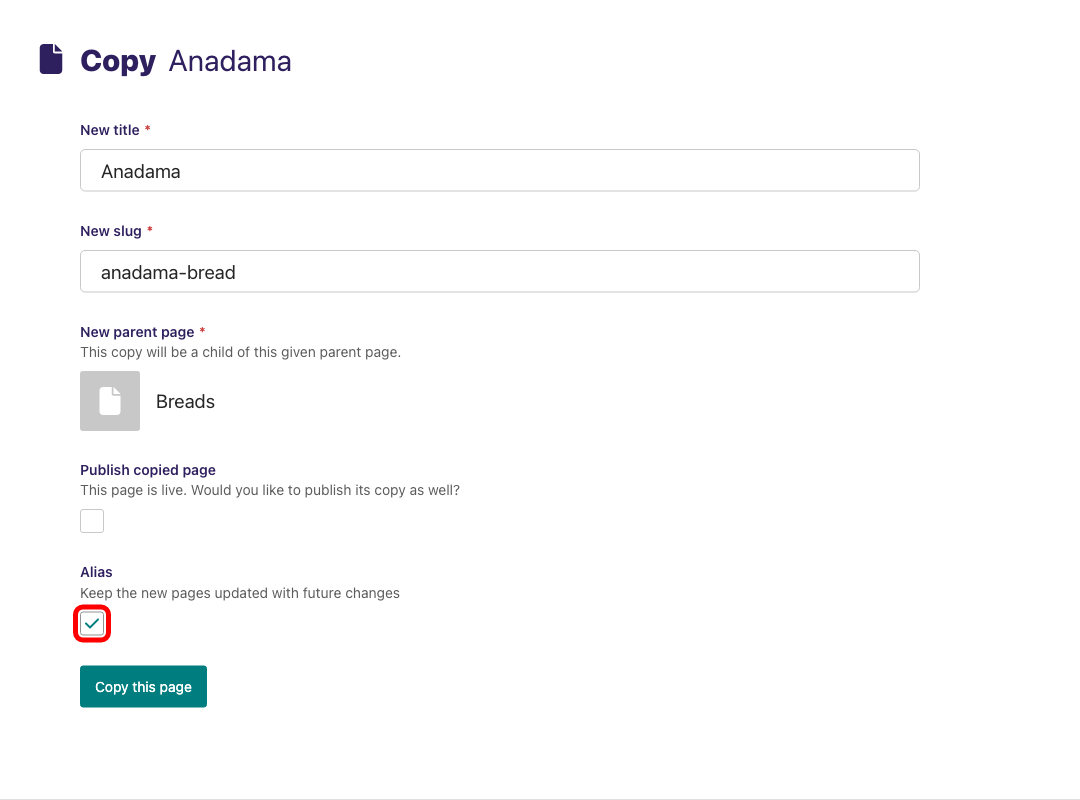 Copy Anadama
New title *
Anadama
New slug *
anadama-bread
New parent page *
This copy will be a child of this given parent page.
Breads
Publish copied page
This page is live. Would you like to publish its copy as well?
Alias
Keep the new pages updated with future changes
Copy this page